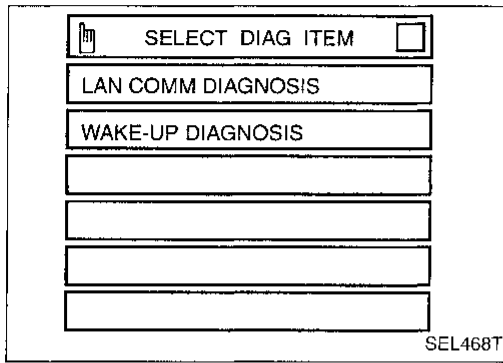 SELECT DIAG ITEM
LAN COMM DIAGNOSIS
WAKE-UP DIAGNOSIS
SEL468T